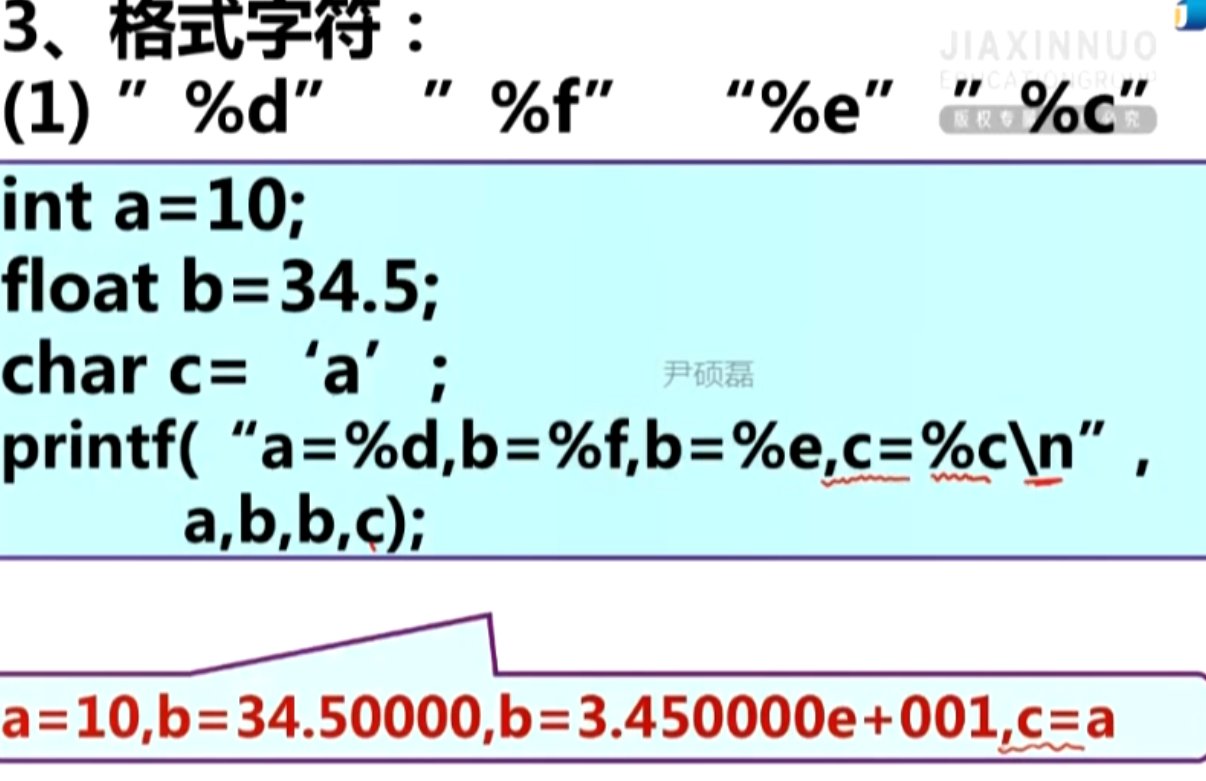 3、格式字符：
(1) ”%d” ”%f” “%e” ”%c”
JIAXINNUO
EDUCATIONGROUP
版权专属
究
int a=10;
float b=34.5;
char c= ‘a’ ;
尹硕磊
printf( “a=%d,b=%f,b=%e,c=%c\n” ,
a,b,b,c);
a=10,b=34.50000,b=3.450000e+001,c=a